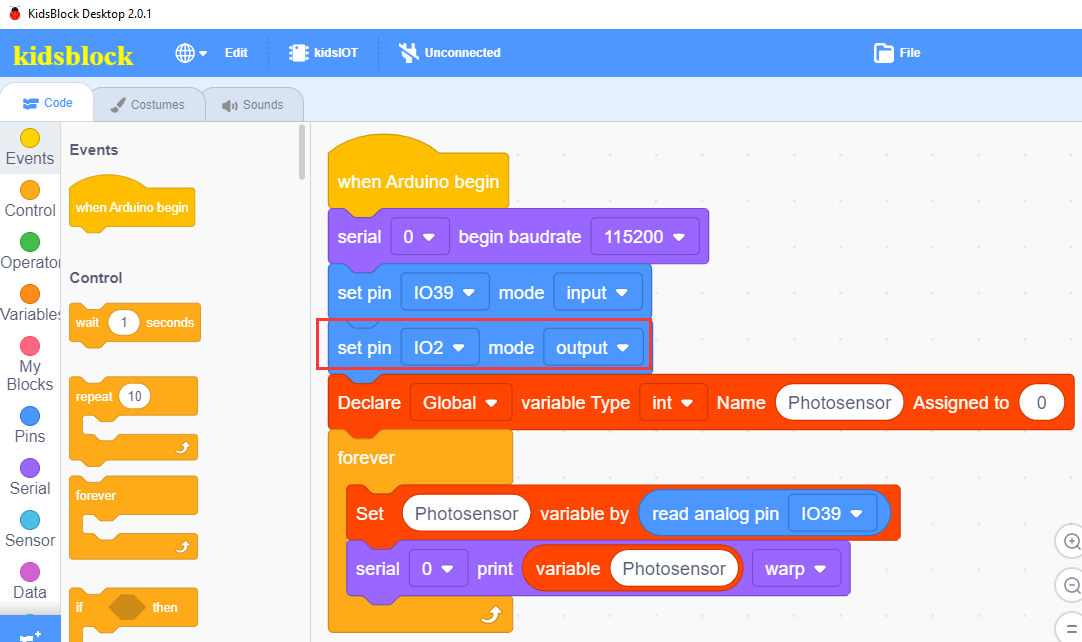 KidsBlock Desktop 2.0.1
kidsblock Edit kidsIOT Unconnected File
Code Costumes Sounds
Events
Control
Operator
Variables
My
Blocks
Pins
Serial
Sensor
Data
Events
when Arduino begin
Control
wait 1 seconds
repeat 10
forever
if then
when Arduino begin
serial 0 begin baudrate 115200
set pin IO39 mode input
set pin IO2 mode output
Declare Global variable Type int Name Photosensor Assigned to 0
forever
Set Photosensor variable by read analog pin IO39
serial 0 print variable Photosensor warp